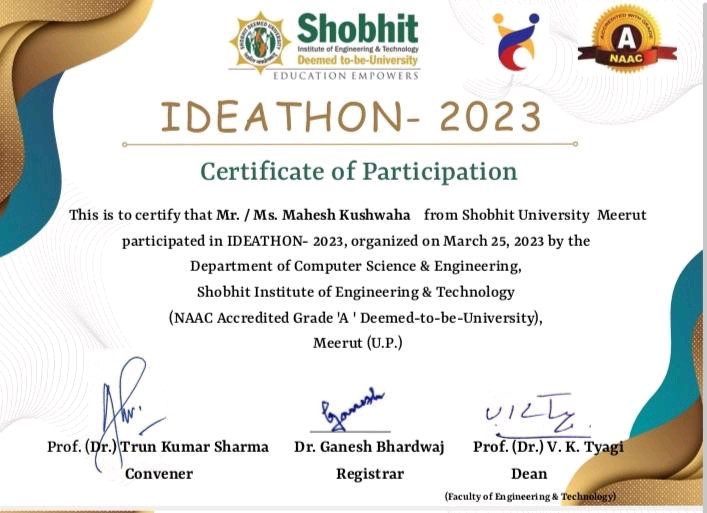 Shobhit
Institute of Engineering & Technology
Deemed to-be-University
EDUCATION EMPOWERS
ACCREDITED WITH GRADE
A
NAAC
IDEATHON- 2023
Certificate of Participation
This is to certify that Mr. / Ms. Mahesh Kushwaha from Shobhit University Meerut
participated in IDEATHON- 2023, organized on March 25, 2023 by the
Department of Computer Science & Engineering,
Shobhit Institute of Engineering & Technology
(NAAC Accredited Grade 'A ' Deemed-to-be-University),
Meerut (U.P.)
Ganesh
Prof. (Dr.) Trun Kumar Sharma
Dr. Ganesh Bhardwaj
Prof. (Dr.) V. K. Tyagi
Convener
Registrar
Dean
(Faculty of Engineering & Technology)